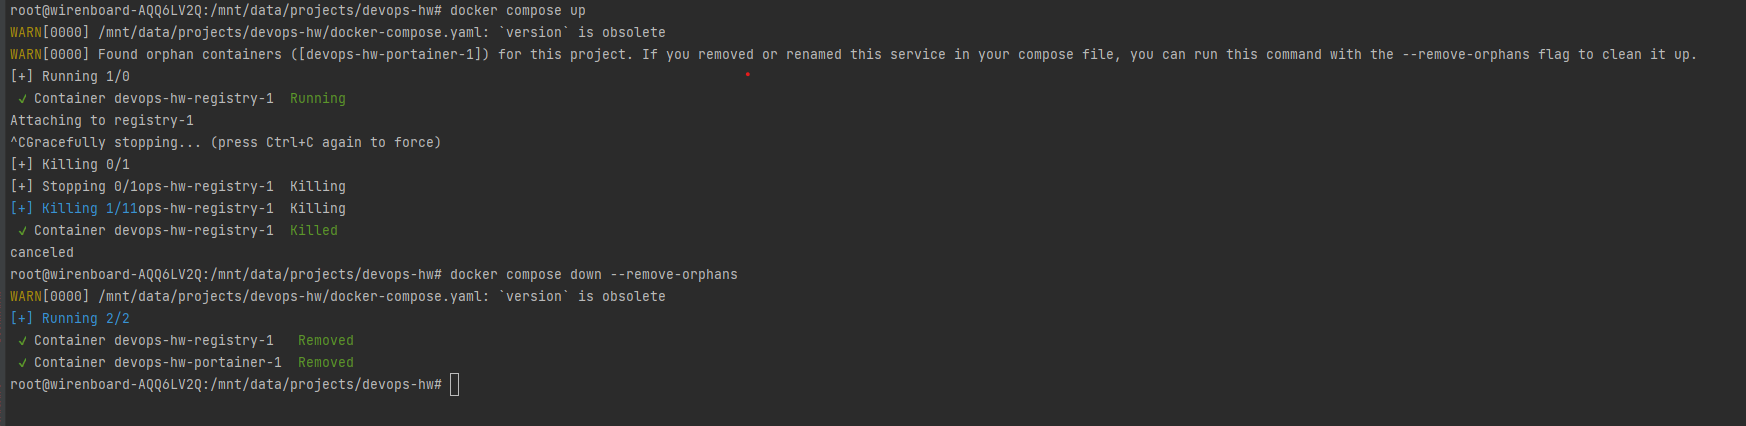 root@wirenboard-AQQ6LV2Q:/mnt/data/projects/devops-hw# docker compose up
WARN[0000] /mnt/data/projects/devops-hw/docker-compose.yaml: `version` is obsolete
WARN[0000] Found orphan containers ([devops-hw-portainer-1]) for this project. If you removed or renamed this service in your compose file, you can run this command with the --remove-orphans flag to clean it up.
[+] Running 1/0
✓ Container devops-hw-registry-1  Running
Attaching to registry-1
^CGracefully stopping... (press Ctrl+C again to force)
[+] Killing 0/1
[+] Stopping 0/1ops-hw-registry-1  Killing
[+] Killing 1/11ops-hw-registry-1  Killing
✓ Container devops-hw-registry-1  Killed
canceled
root@wirenboard-AQQ6LV2Q:/mnt/data/projects/devops-hw# docker compose down --remove-orphans
WARN[0000] /mnt/data/projects/devops-hw/docker-compose.yaml: `version` is obsolete
[+] Running 2/2
✓ Container devops-hw-registry-1   Removed
✓ Container devops-hw-portainer-1  Removed
root@wirenboard-AQQ6LV2Q:/mnt/data/projects/devops-hw#